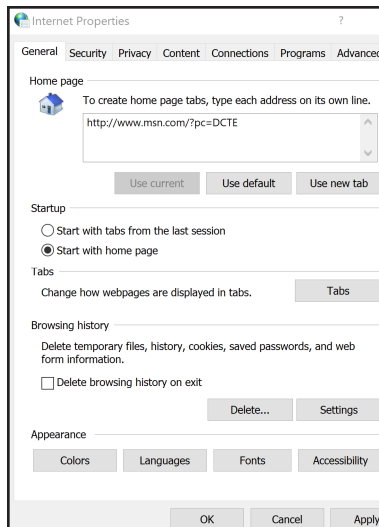 Internet Properties ?
General Security Privacy Content Connections Programs Advanced
Home page
To create home page tabs, type each address on its own line.
http://www.msn.com/?pc=DCTE
Use current Use default Use new tab
Startup
Start with tabs from the last session
Start with home page
Tabs
Change how webpages are displayed in tabs. Tabs
Browsing history
Delete temporary files, history, cookies, saved passwords, and web
form information.
Delete browsing history on exit
Delete... Settings
Appearance
Colors Languages Fonts Accessibility
OK Cancel Apply